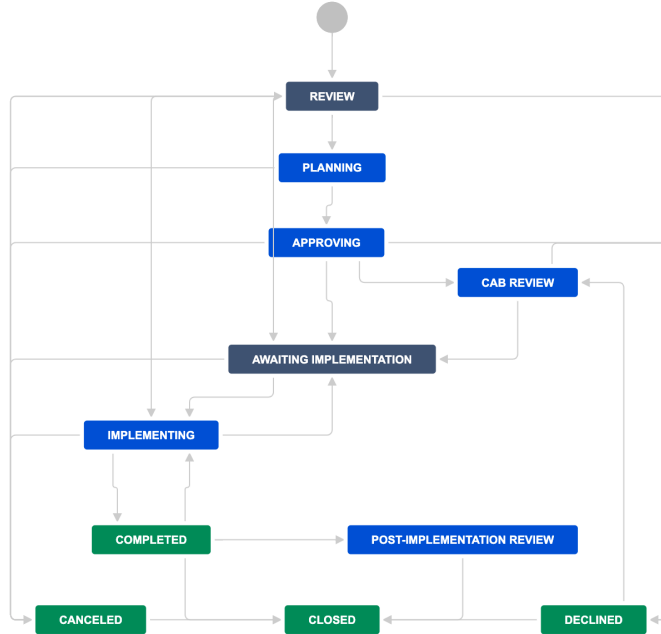 REVIEW
PLANNING
APPROVING
CAB REVIEW
AWAITING IMPLEMENTATION
IMPLEMENTING
COMPLETED
POST-IMPLEMENTATION REVIEW
CANCELED
CLOSED
DECLINED